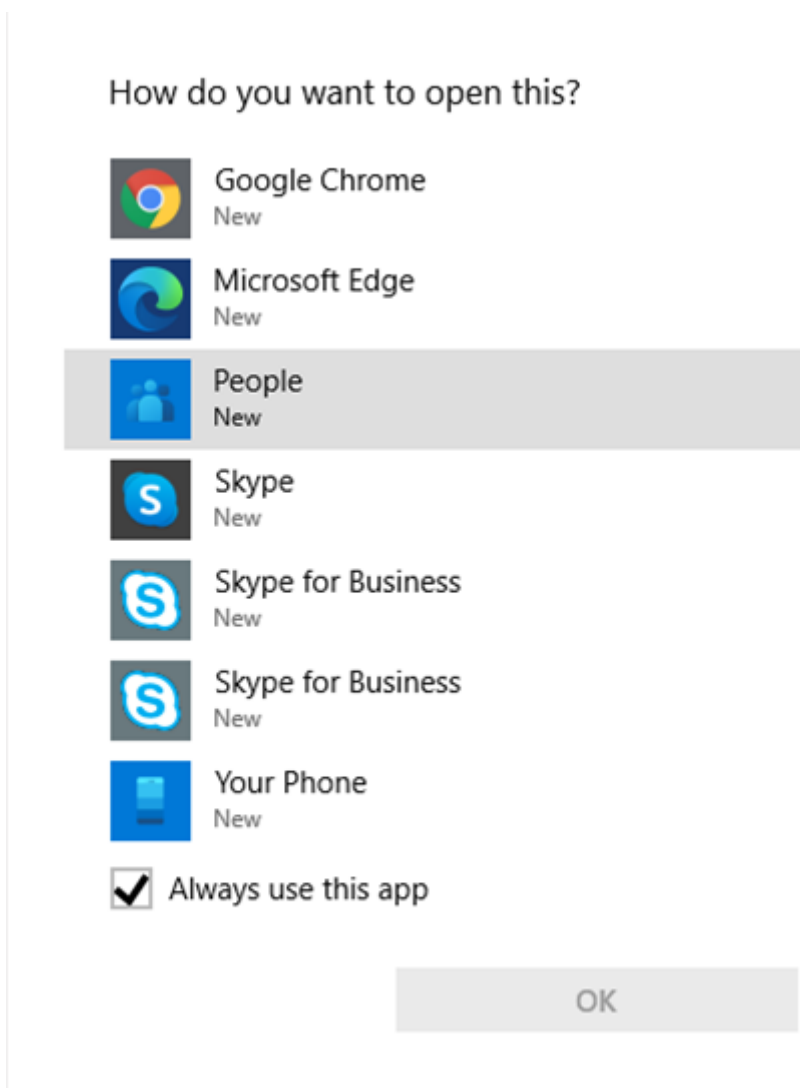 How do you want to open this?
Google Chrome
New
Microsoft Edge
New
People
New
Skype
New
Skype for Business
New
Skype for Business
New
Your Phone
New
Always use this app
OK